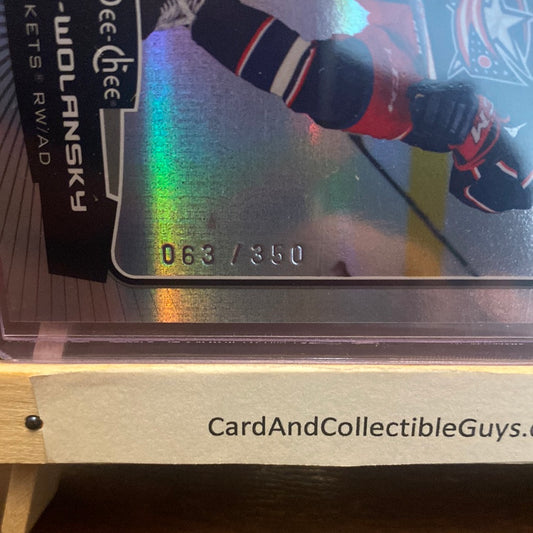 Pee-Chee®
-WOLANSKY
KETS® RW/AD
063 / 350
CardAndCollectibleGuys.